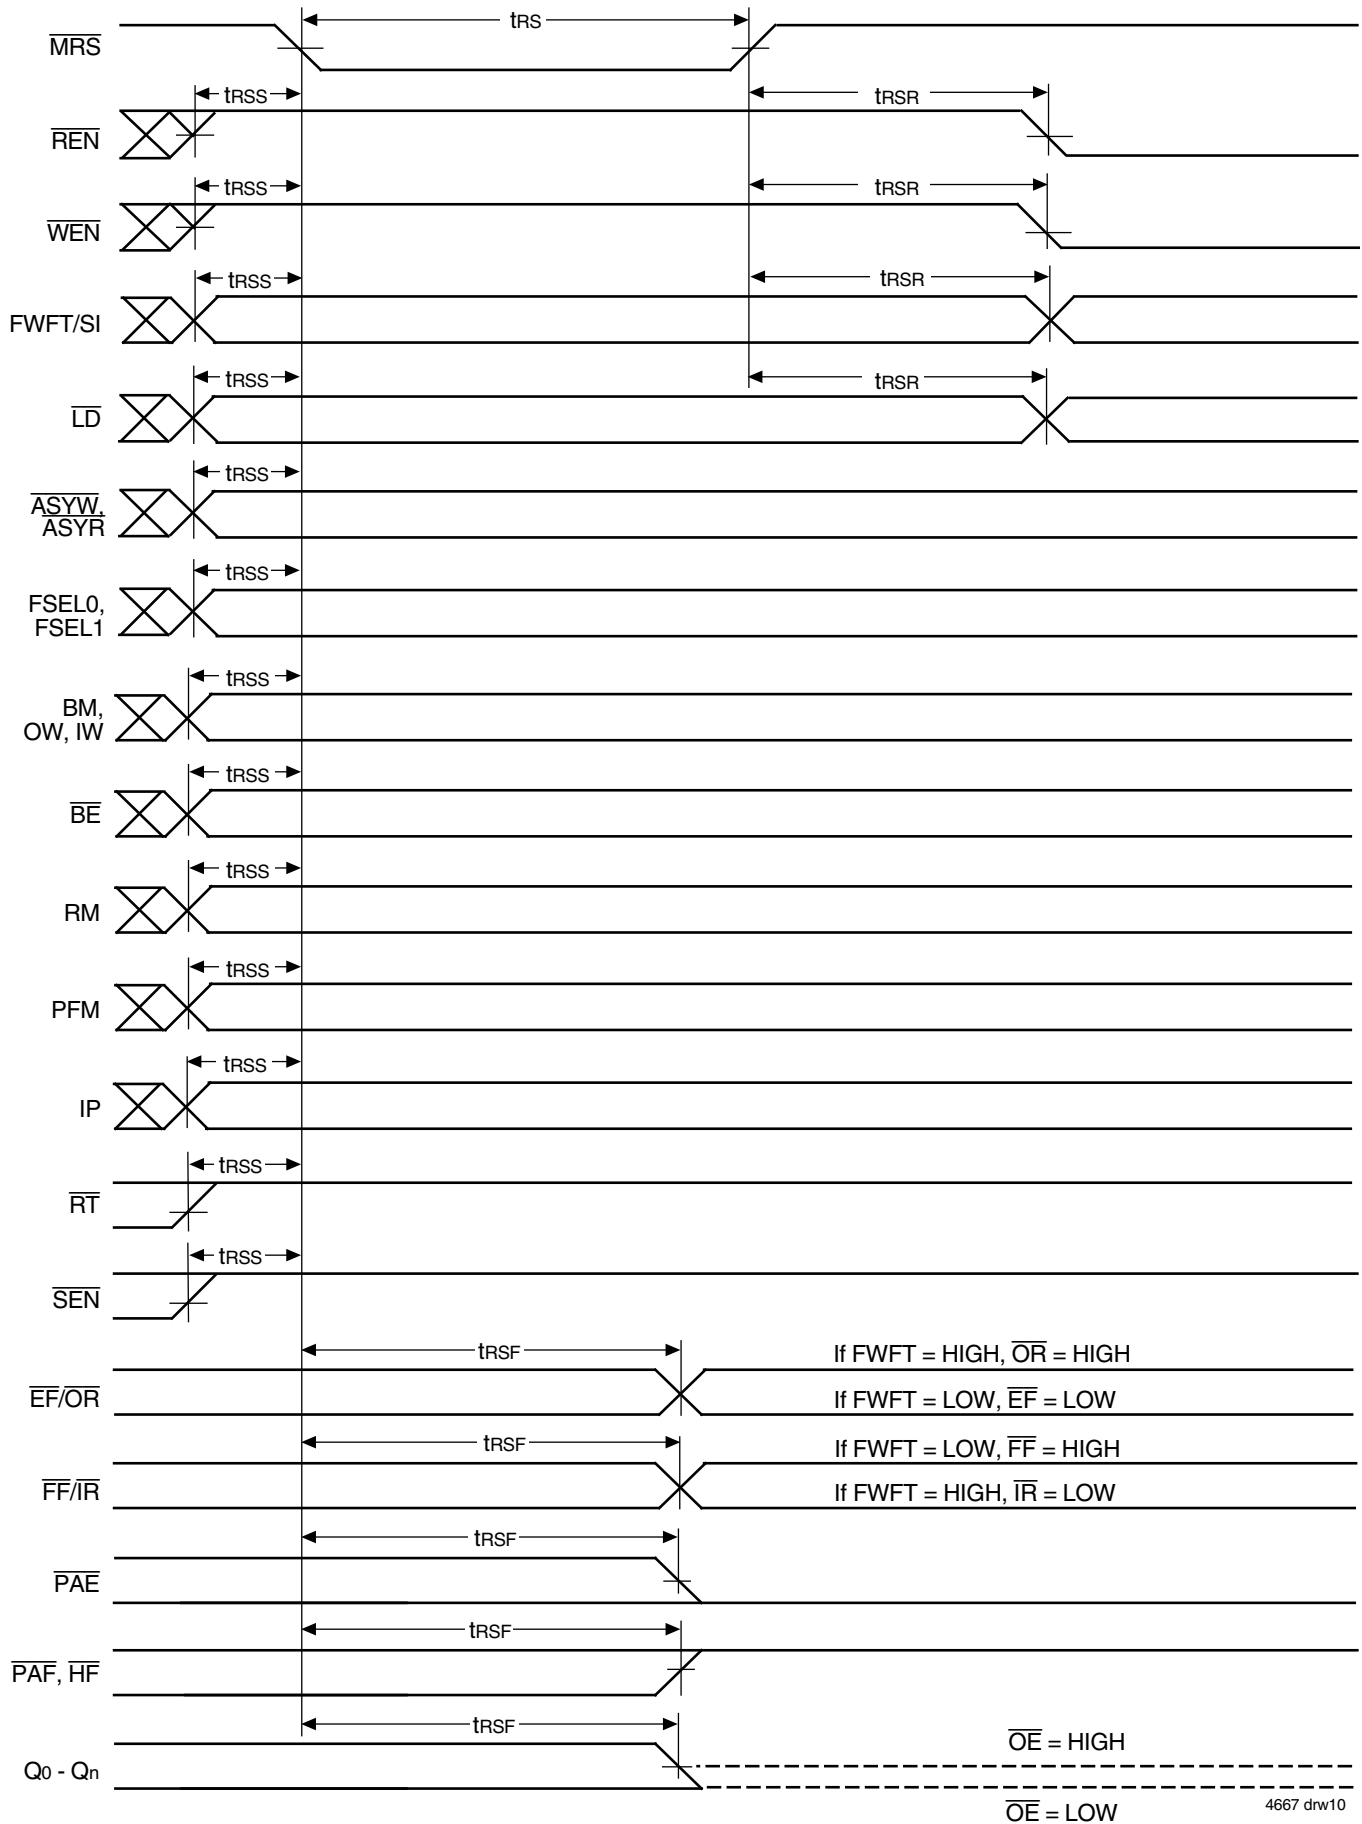 tRS
MRS
tRSS
tRSR
REN
tRSS
tRSR
WEN
tRSS
tRSR
FWFT/SI
tRSS
tRSR
LD
tRSS
ASYW,
ASYR
tRSS
FSEL0,
FSEL1
tRSS
BM,
OW, IW
tRSS
BE
tRSS
RM
tRSS
PFM
tRSS
IP
tRSS
RT
tRSS
SEN
tRSF
If FWFT = HIGH, OR = HIGH
EF/OR
If FWFT = LOW, EF = LOW
tRSF
If FWFT = LOW, FF = HIGH
FF/IR
If FWFT = HIGH, IR = LOW
tRSF
PAE
tRSF
PAF, HF
tRSF
OE = HIGH
Q0 - Qn
OE = LOW
4667 drw10